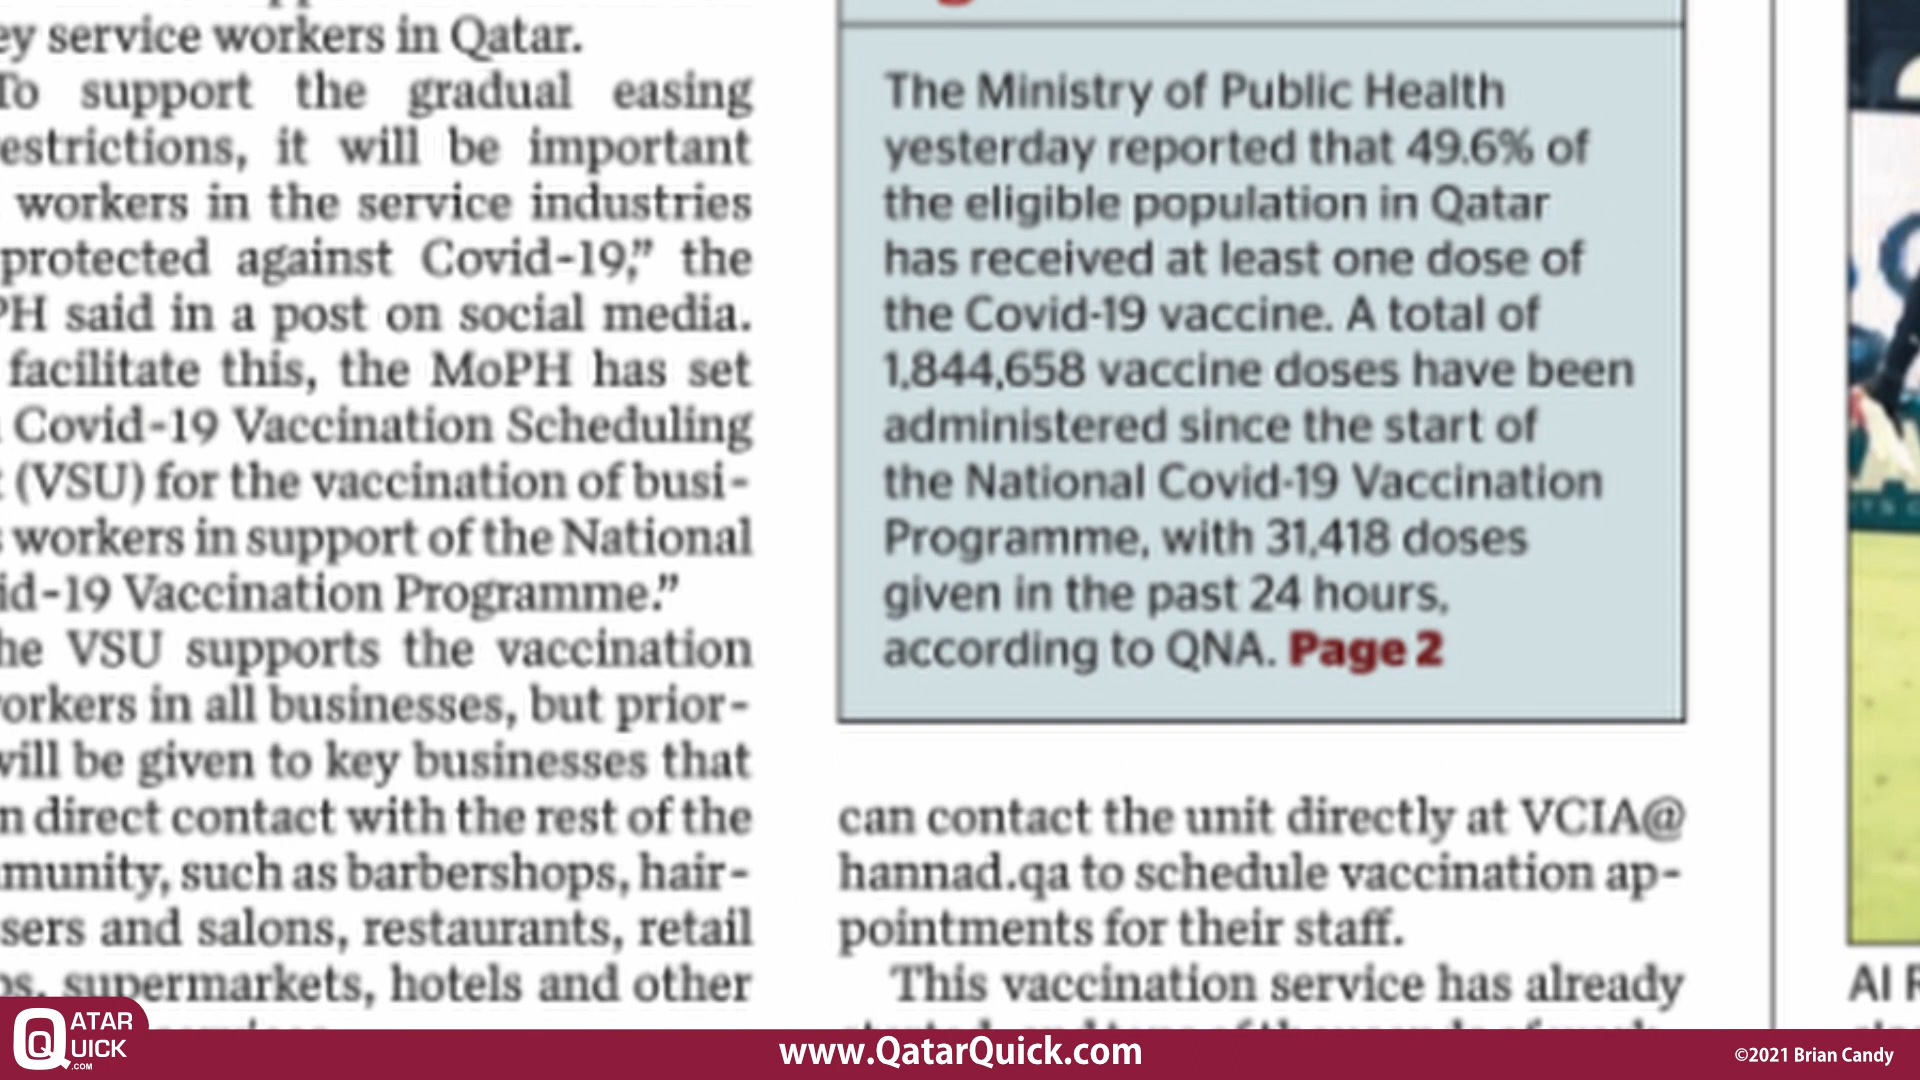 ey service workers in Qatar.
To support the gradual easing
estrictions, it will be important
workers in the service industries
protected against Covid-19," the
PH said in a post on social media.
facilitate this, the MoPH has set
Covid-19 Vaccination Scheduling
(VSU) for the vaccination of busi-
s workers in support of the National
id-19 Vaccination Programme."
he VSU supports the vaccination
orkers in all businesses, but prior-
will be given to key businesses that
n direct contact with the rest of the
munity, such as barbershops, hair-
sers and salons, restaurants, retail
ps, supermarkets, hotels and other
The Ministry of Public Health
yesterday reported that 49.6% of
the eligible population in Qatar
has received at least one dose of
the Covid-19 vaccine. A total of
1,844,658 vaccine doses have been
administered since the start of
the National Covid-19 Vaccination
Programme, with 31,418 doses
given in the past 24 hours,
according to QNA. Page 2
can contact the unit directly at VCIA@
hannad.qa to schedule vaccination ap-
pointments for their staff.
This vaccination service has already
Al R
QATAR
QUICK
.COM
www.QatarQuick.com
©2021 Brian Candy